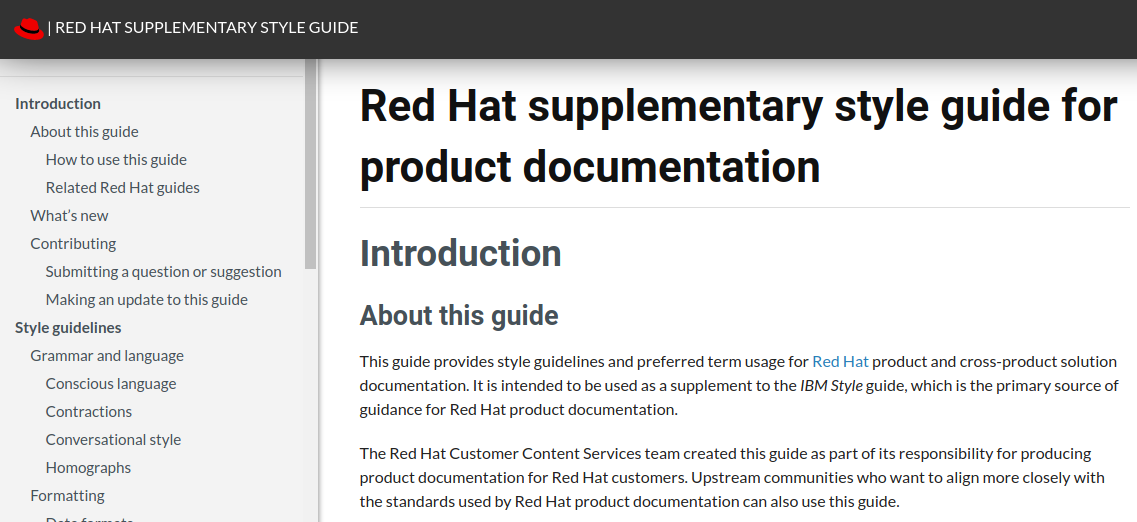 | RED HAT SUPPLEMENTARY STYLE GUIDE
Introduction
About this guide
How to use this guide
Related Red Hat guides
What's new
Contributing
Submitting a question or suggestion
Making an update to this guide
Style guidelines
Grammar and language
Conscious language
Contractions
Conversational style
Homographs
Formatting
Date formats
Red Hat supplementary style guide for
product documentation
Introduction
About this guide
This guide provides style guidelines and preferred term usage for Red Hat product and cross-product solution
documentation. It is intended to be used as a supplement to the IBM Style guide, which is the primary source of
guidance for Red Hat product documentation.
The Red Hat Customer Content Services team created this guide as part of its responsibility for producing
product documentation for Red Hat customers. Upstream communities who want to align more closely with
the standards used by Red Hat product documentation can also use this guide.